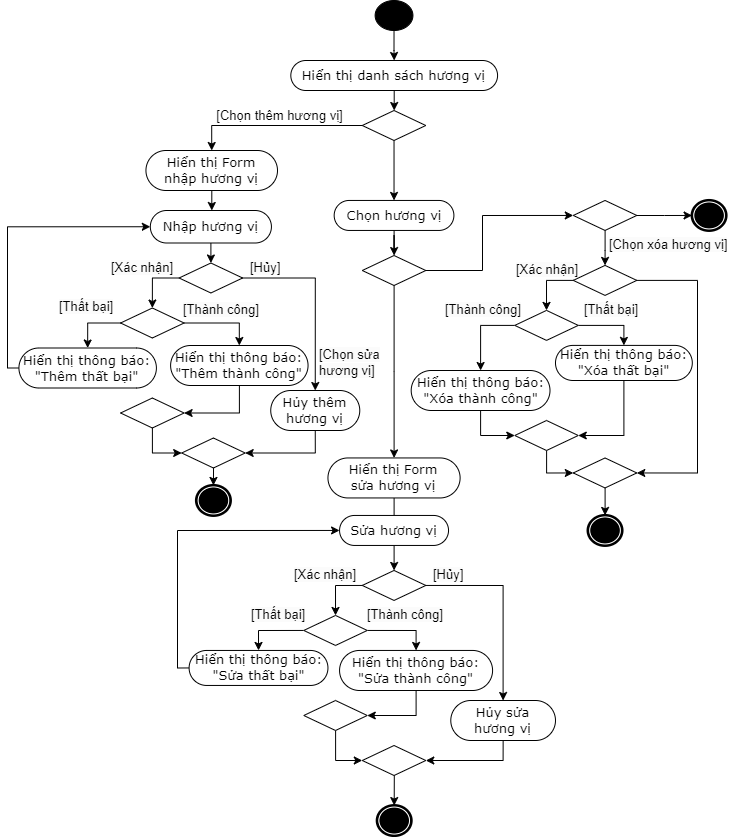 Hiển thị danh sách hương vị
[Chọn thêm hương vị]
Hiển thị Form
nhập hương vị
Chọn hương vị
Nhập hương vị
[Chọn xóa hương vị]
[Xác nhận]
[Hủy]
[Xác nhận]
[Thất bại]
[Thành công]
[Thành công]
[Thất bại]
Hiển thị thông báo:
"Thêm thất bại"
Hiển thị thông báo:
"Thêm thành công"
[Chọn sửa
hương vị]
Hiển thị thông báo:
"Xóa thành công"
Hiển thị thông báo:
"Xóa thất bại"
Hủy thêm
hương vị
Hiển thị Form
sửa hương vị
Sửa hương vị
[Xác nhận]
[Hủy]
[Thất bại]
[Thành công]
Hiển thị thông báo:
"Sửa thất bại"
Hiển thị thông báo:
"Sửa thành công"
Hủy sửa
hương vị